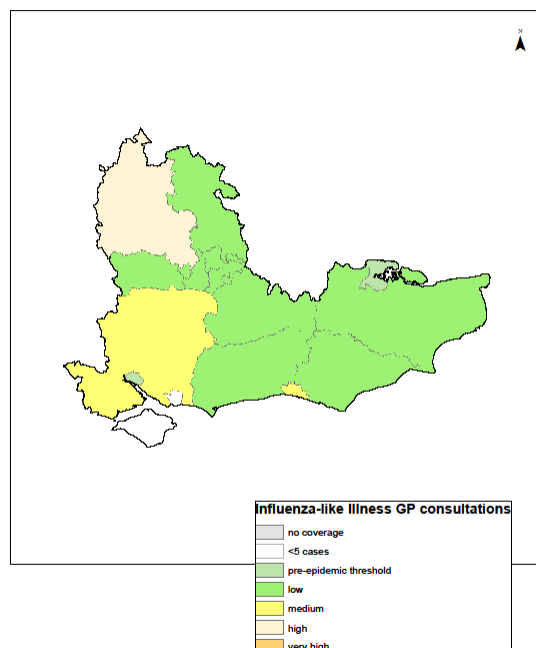 N
Influenza-like Illness GP consultations
no coverage
<5 cases
pre-epidemic threshold
low
medium
high
very high